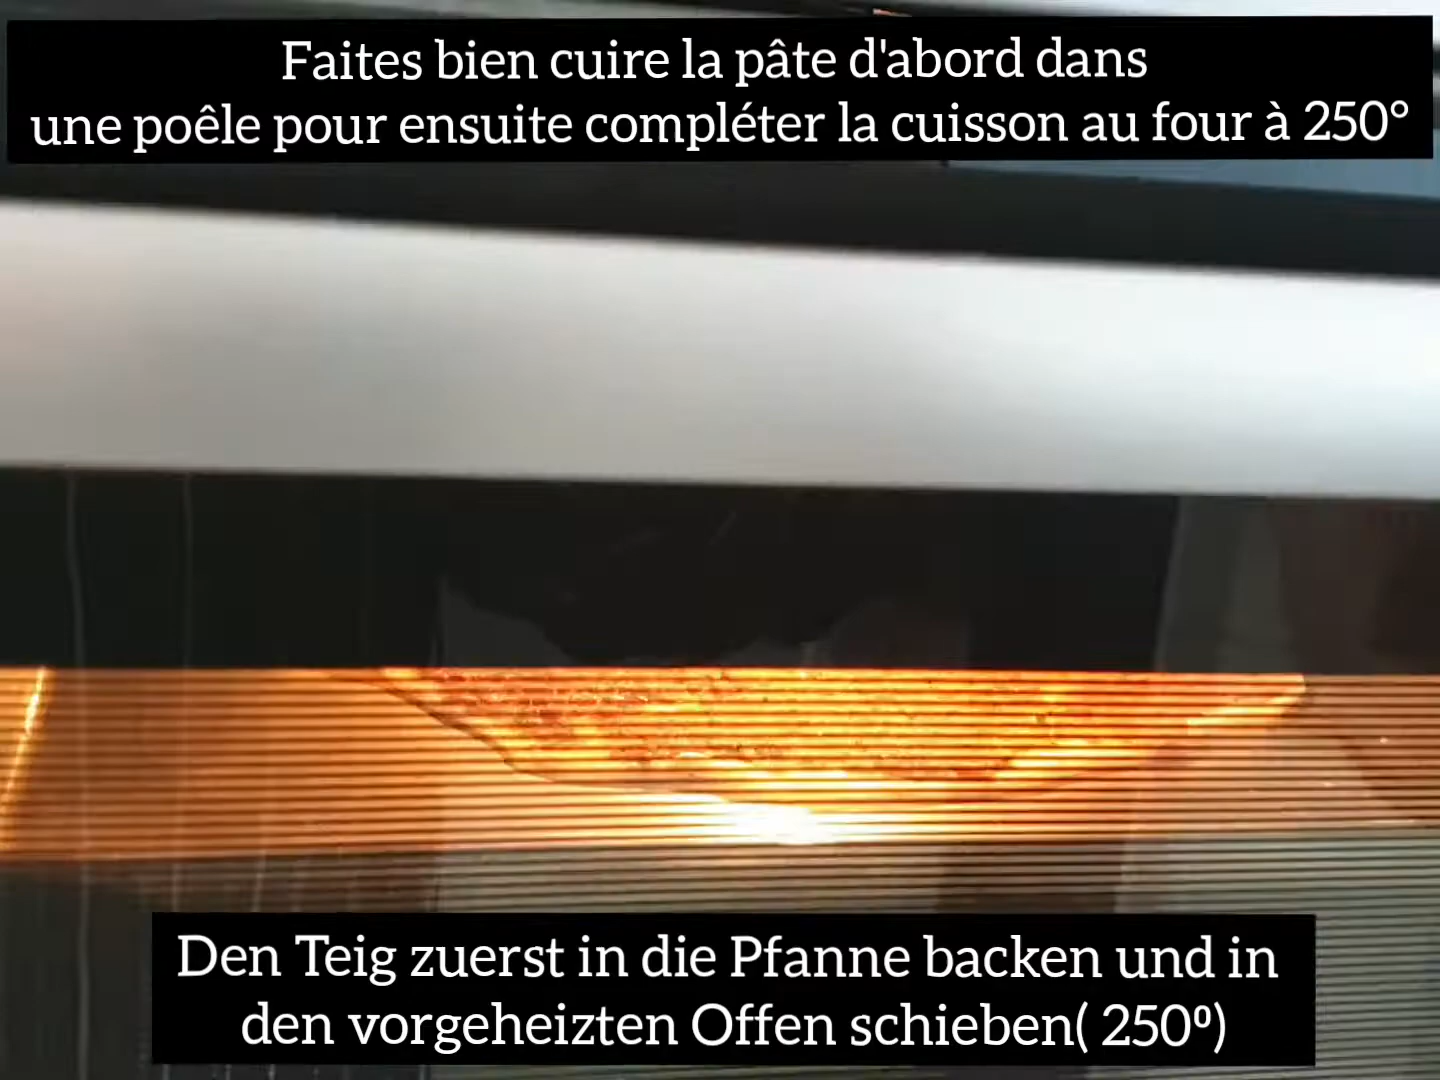 Faites bien cuire la pâte d'abord dans
une poêle pour ensuite compléter la cuisson au four à 250°
Den Teig zuerst in die Pfanne backen und in
den vorgeheizten Offen schieben( 250⁰)